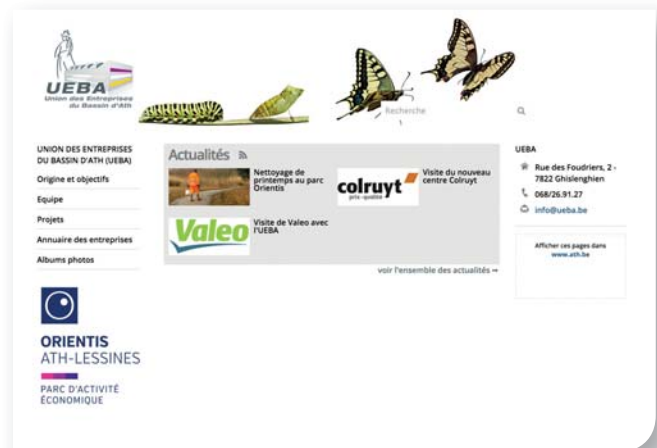 UEBA
Union des Entreprises
du Bassin d'Ath
Recherche
UNION DES ENTREPRISES
DU BASSIN D'ATH (UEBA)
Origine et objectifs
Equipe
Projets
Annuaire des entreprises
Albums photos
ORIENTIS
ATH-LESSINES
PARC D'ACTIVITÉ
ÉCONOMIQUE
Actualités
Nettoyage de
printemps au parc
Orientis
colruyt
prix-qualité
Visite du nouveau
centre Colruyt
Valeo
Visite de Valeo avec
l'UEBA
voir l'ensemble des actualités
UEBA
Rue des Foudriers, 2 -
7822 Ghislenghien
068/26.91.27
info@ueba.be
Afficher ces pages dans
www.ath.be